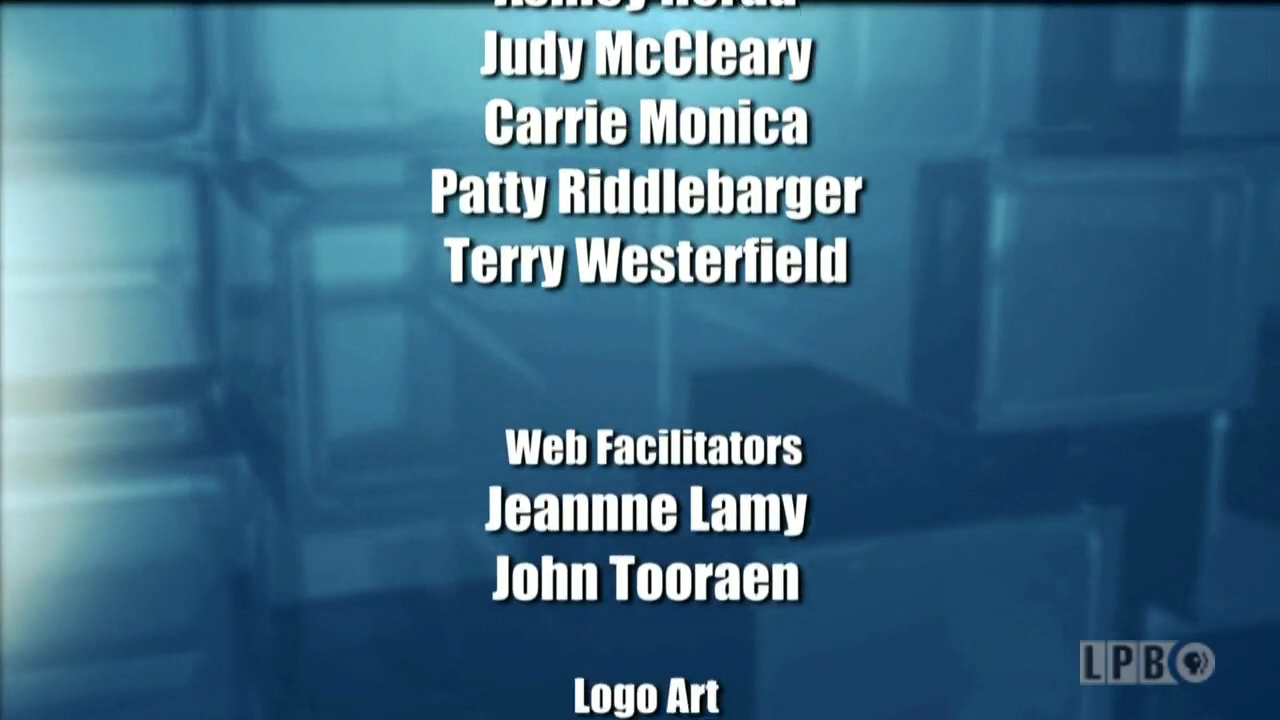 Judy McCleary
Carrie Monica
Patty Riddlebarger
Terry Westerfield
Web Facilitators
Jeannne Lamy
John Tooraen
LPB
Logo Art